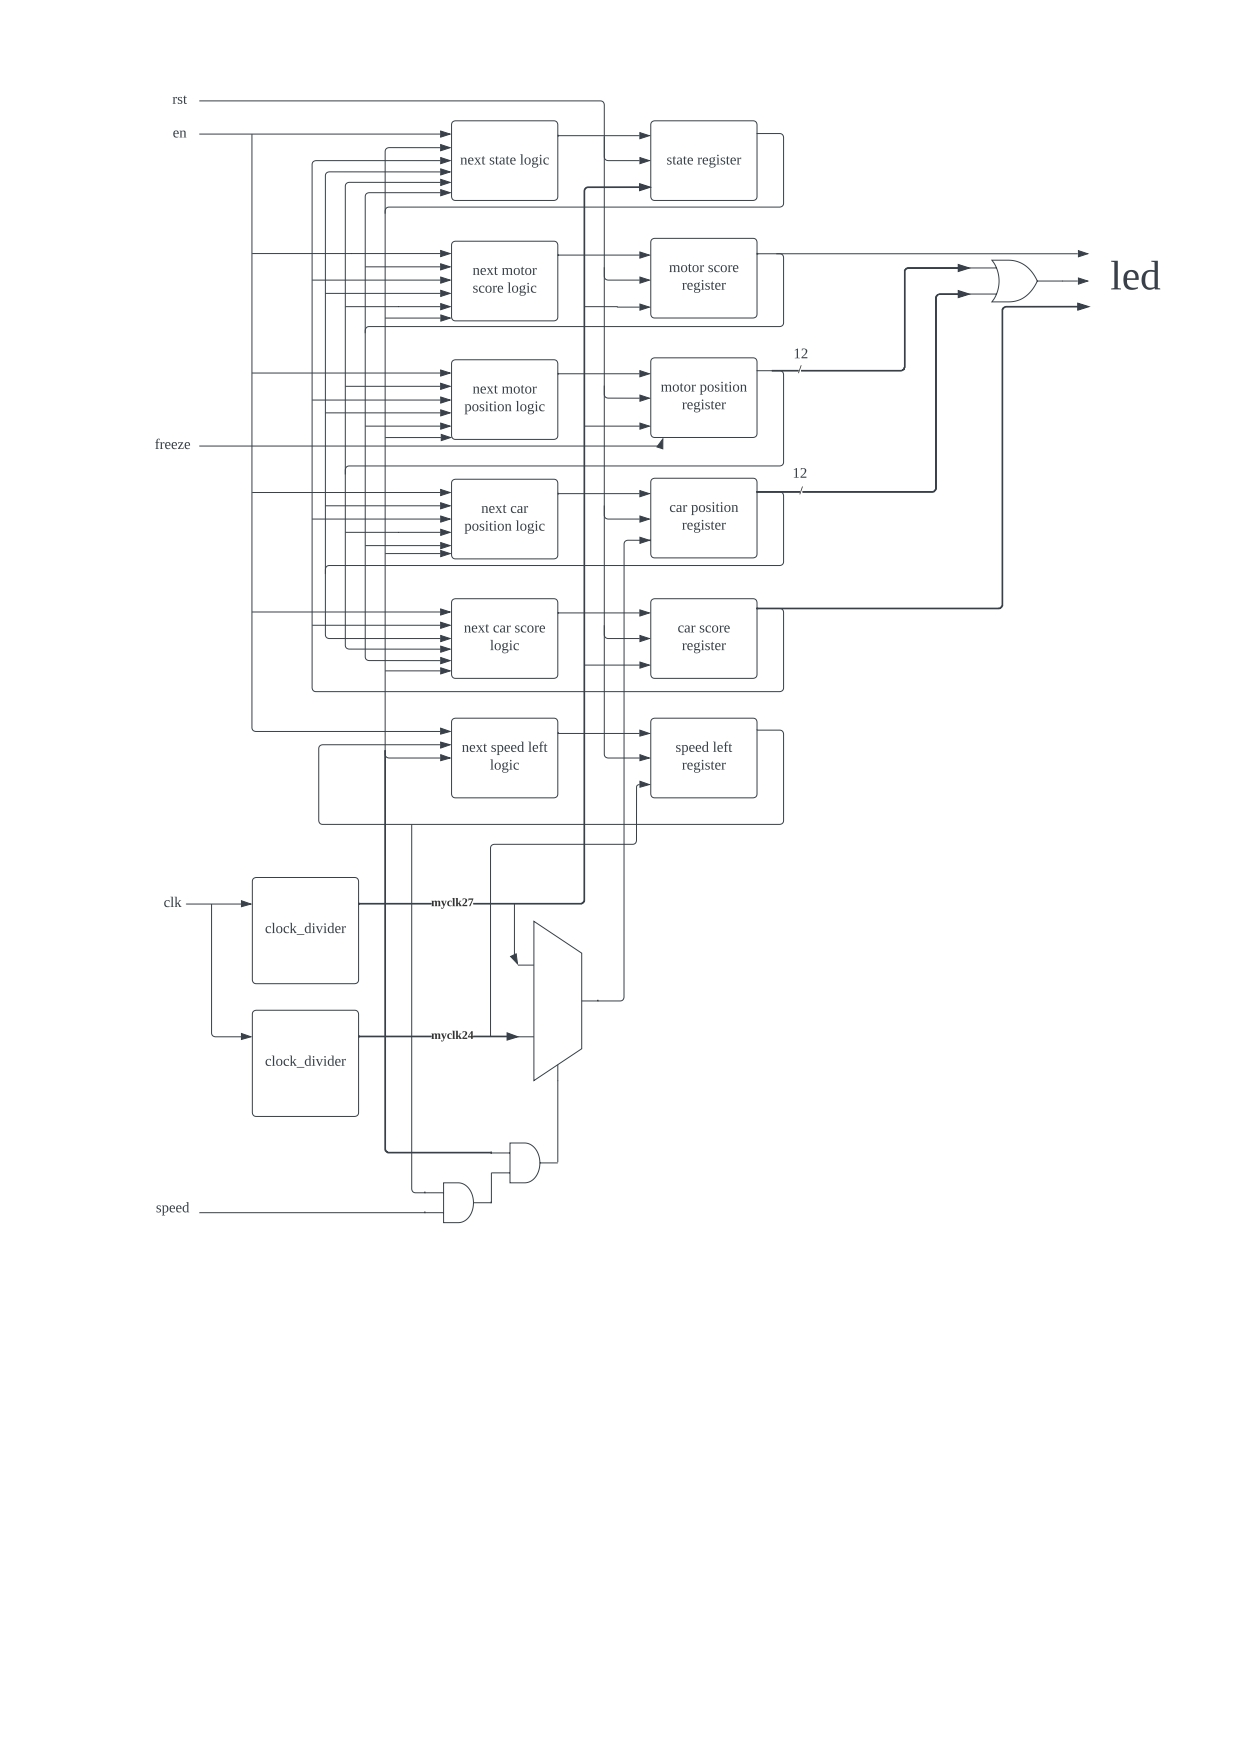 rst
en
next state logic
state register
next motor
score logic
motor score
register
led
12
next motor
position logic
motor position
register
freeze
12
next car
position logic
car position
register
next car score
logic
car score
register
next speed left
logic
speed left
register
clk
clock_divider
myclk27
clock_divider
myclk24
speed